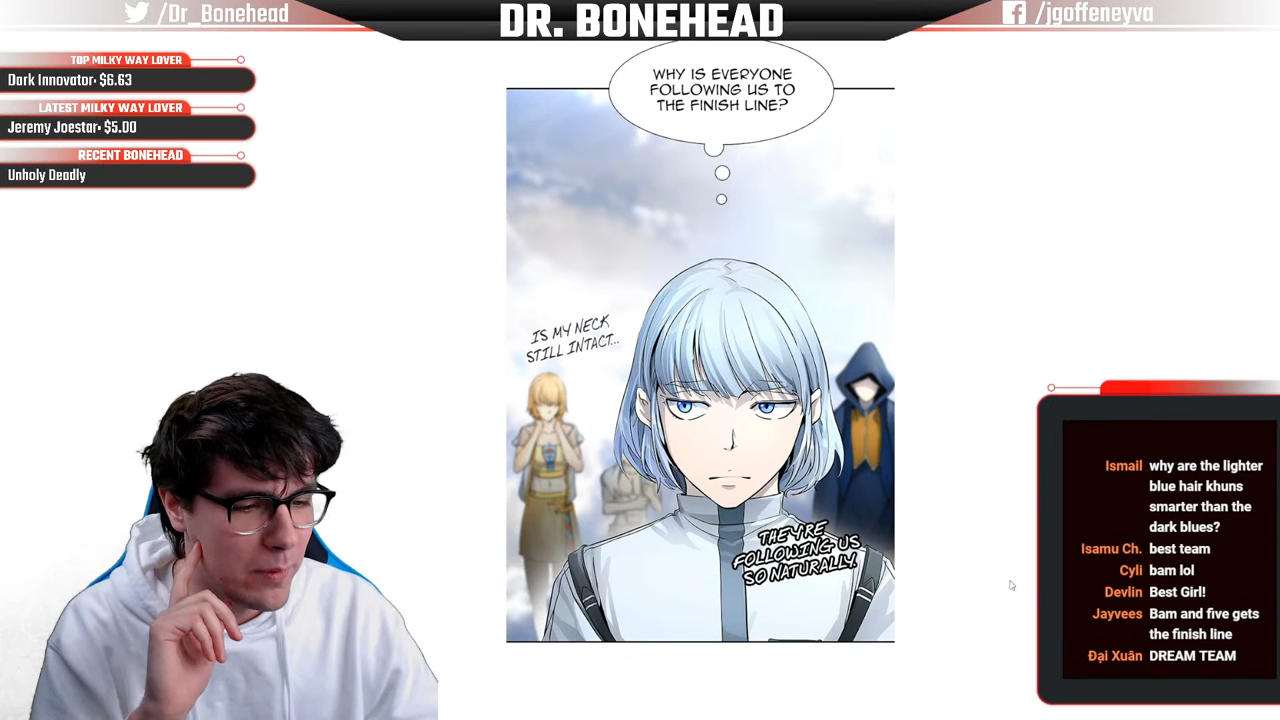 /Dr_Bonehead
DR. BONEHEAD
/jgoffeneyva
TOP MILKY WAY LOVER
Dark Innovator• $6.63
LATEST MILKY WAY LOVER
Jeremy Joestar• $5.00
RECENT BONEHEAD
Unholy Deadly
WHY IS EVERYONE
FOLLOWING US TO
THE FINISH LINE?
IS MY NECK
STILL INTACT...
THEY'RE
FOLLOWING US
SO NATURALLY.
Ismail why are the lighter
blue hair khuns
smarter than the
dark blues?
Isamu Ch. best team
Cyli bam lol
Devlin Best Girl!
Jayvees Bam and five gets
the finish line
Đại Xuân DREAM TEAM